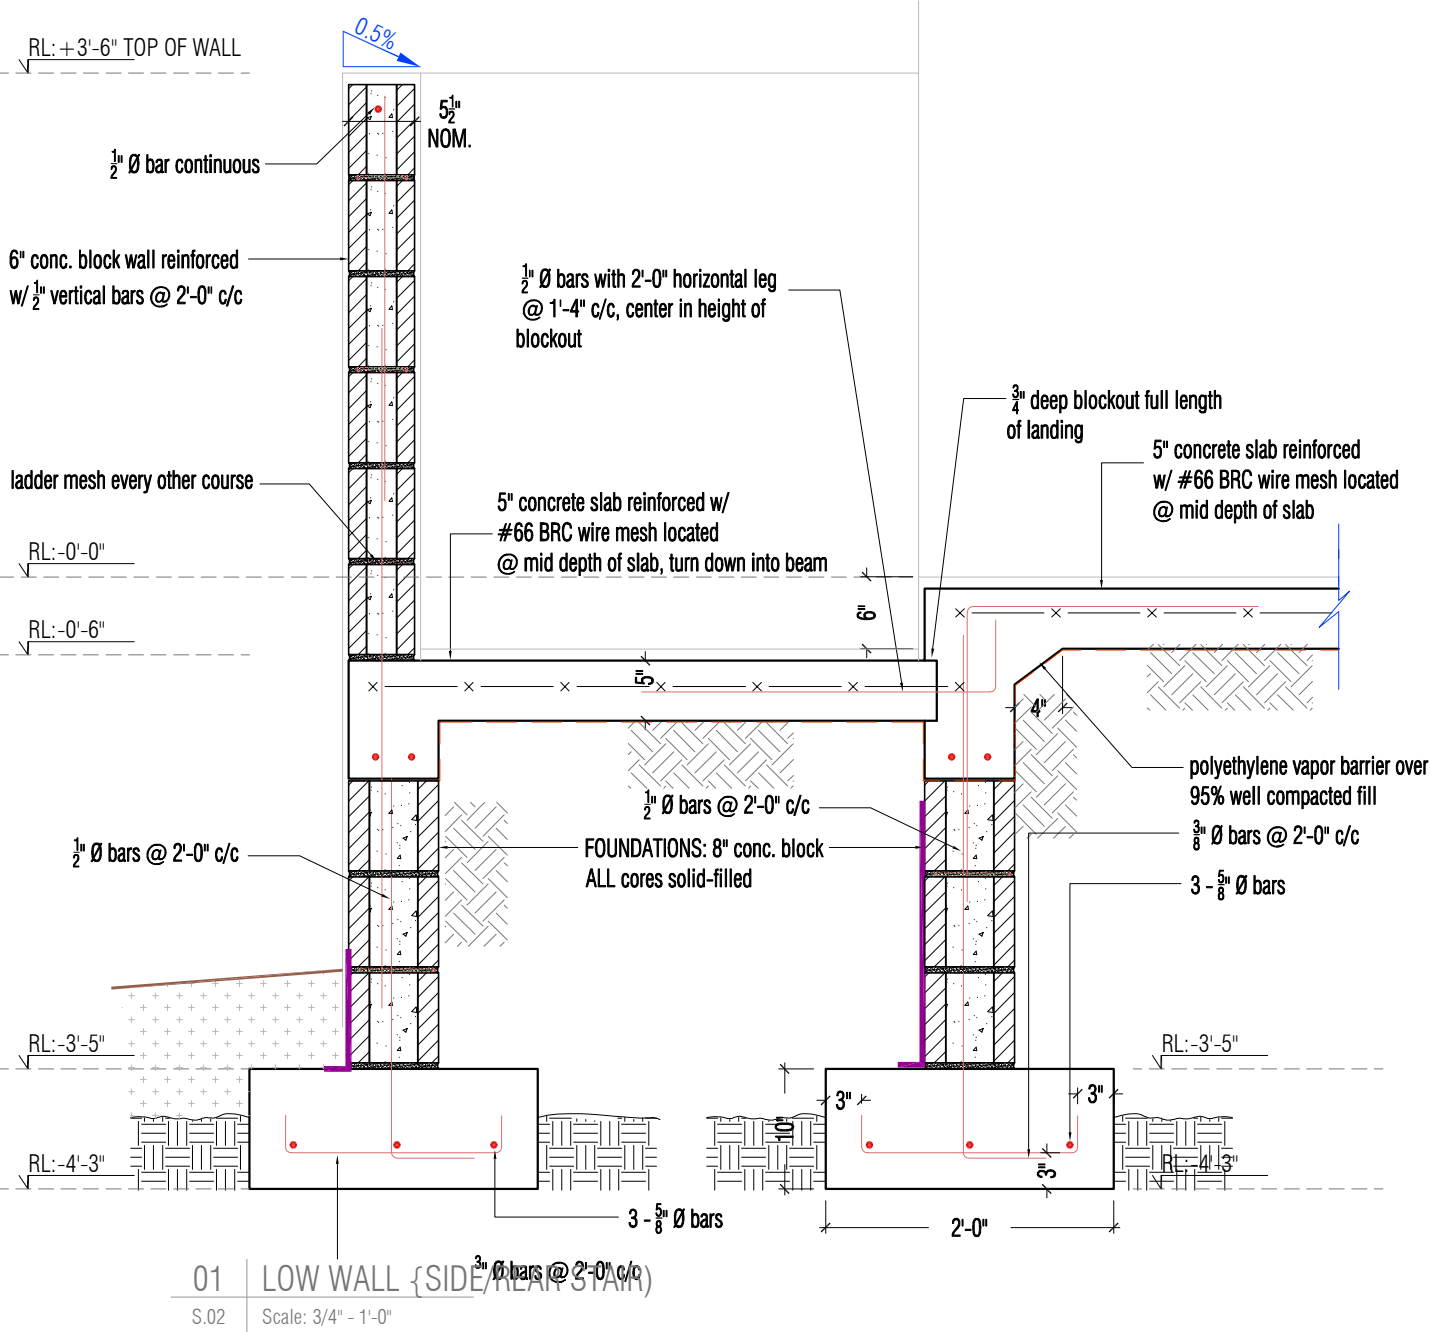 0.5%
RL:+3'-6" TOP OF WALL
5½"
NOM.
½" Ø bar continuous
6" conc. block wall reinforced
w/ ½" vertical bars @ 2'-0" c/c
½" Ø bars with 2'-0" horizontal leg
@ 1'-4" c/c, center in height of
blockout
¾" deep blockout full length
of landing
5" concrete slab reinforced
w/ #66 BRC wire mesh located
@ mid depth of slab
ladder mesh every other course
5" concrete slab reinforced w/
#66 BRC wire mesh located
@ mid depth of slab, turn down into beam
RL:-0'-0"
6"
RL:-0'-6"
5"
4"
polyethylene vapor barrier over
95% well compacted fill
½" Ø bars @ 2'-0" c/c
⅜" Ø bars @ 2'-0" c/c
½" Ø bars @ 2'-0" c/c
FOUNDATIONS: 8" conc. block
ALL cores solid-filled
3 - ⅝" Ø bars
RL:-3'-5"
RL:-3'-5"
3"
3"
10"
RL:-4'-3"
3"
RL:-4'-3"
3 - ⅝" Ø bars
2'-0"
Ø bars @ 2'-0" c/c
01 LOW WALL {SIDE/REAR STAIR)
S.02 Scale: 3/4" - 1'-0"